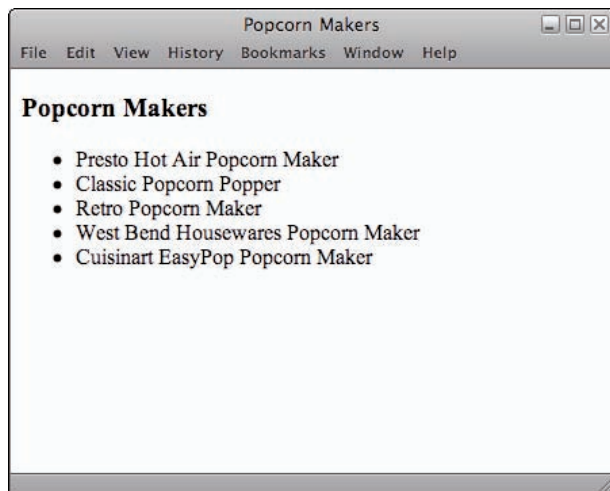 Popcorn Makers
File Edit View History Bookmarks Window Help
Popcorn Makers
• Presto Hot Air Popcorn Maker
• Classic Popcorn Popper
• Retro Popcorn Maker
• West Bend Housewares Popcorn Maker
• Cuisinart EasyPop Popcorn Maker